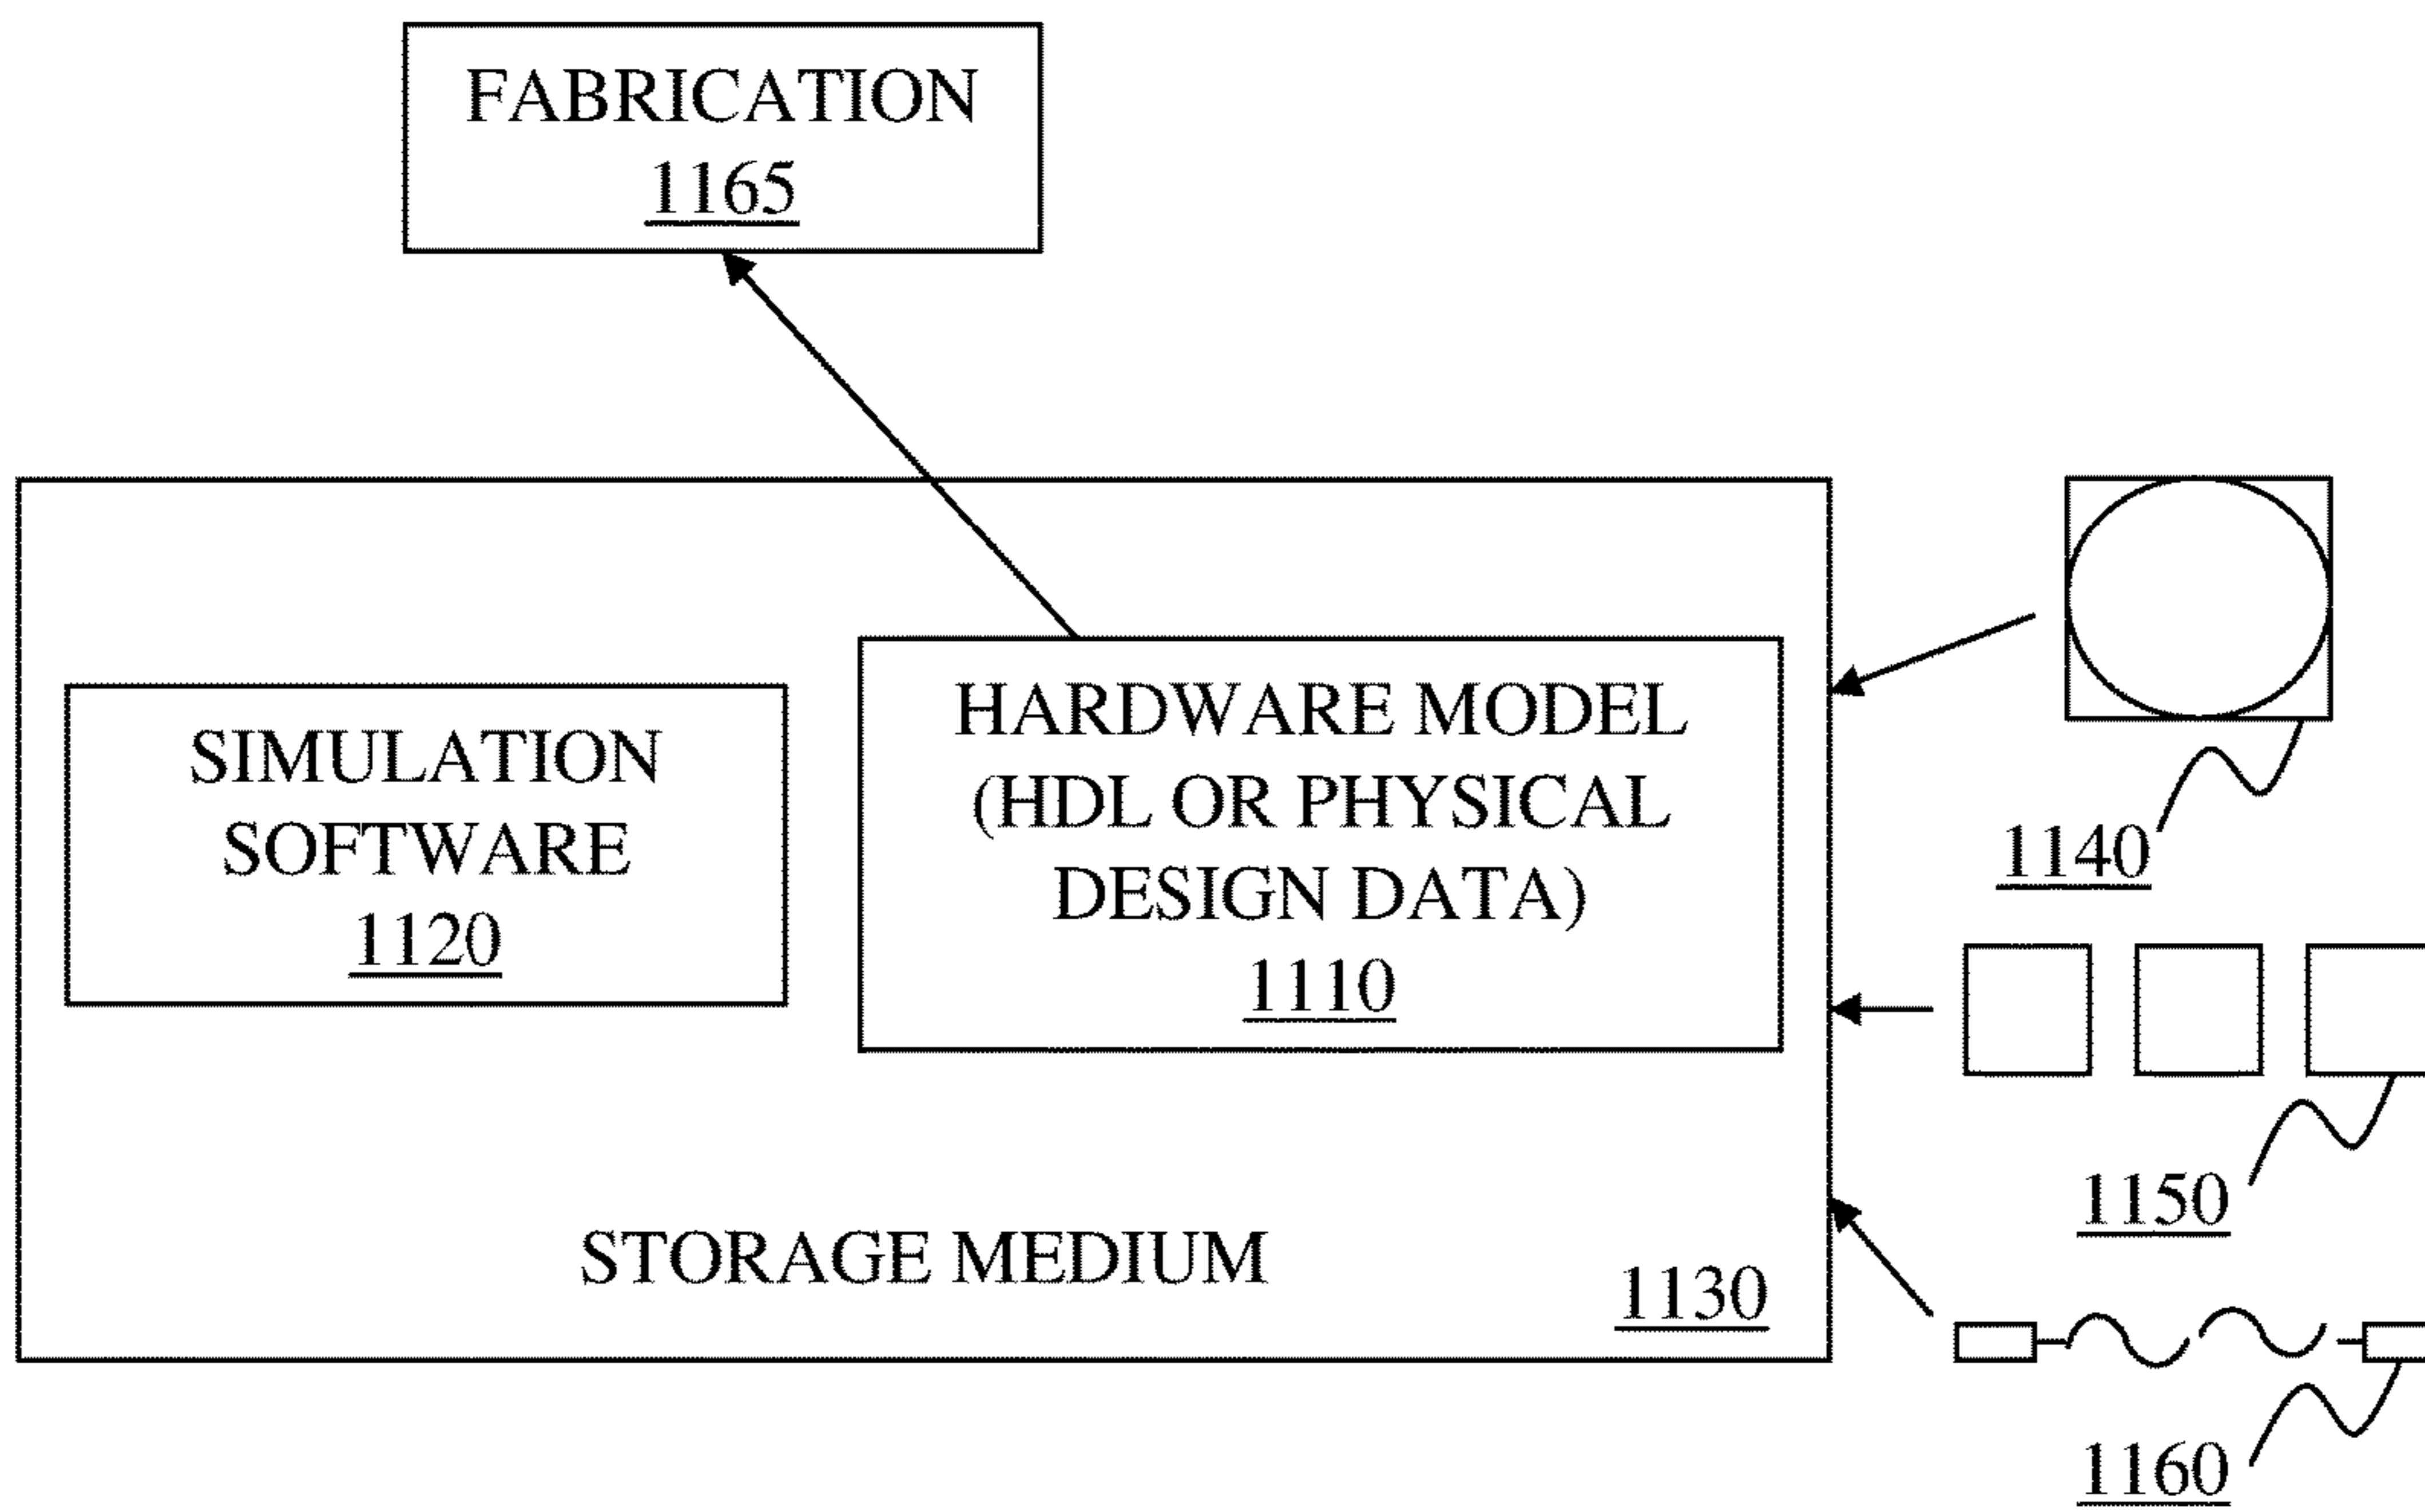 FABRICATION
1165
SIMULATION
SOFTWARE
1120
HARDWARE MODEL
(HDL OR PHYSICAL
DESIGN DATA)
1110
STORAGE MEDIUM
1130
1140
1150
1160